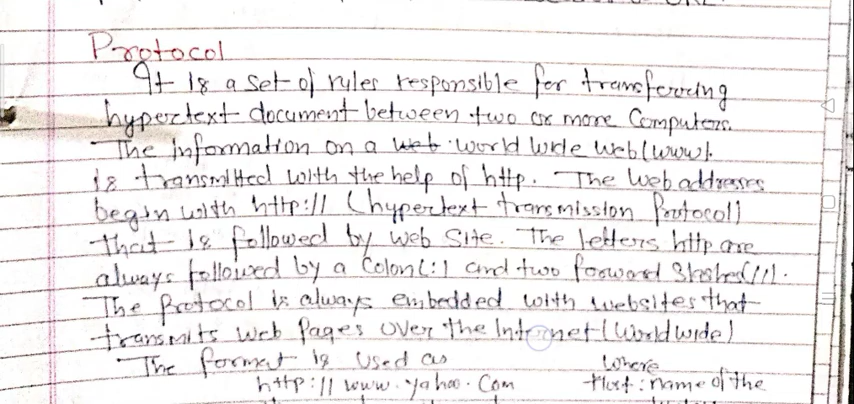 Protocol
It is a set of rules responsible for transferring
hypertext document between two or more Computers.
The information on a web world wide web (www).
is transmitted with the help of http. The web addresses
begin with http:// (hypertext transmission Protocol)
that is followed by web site. The letters http are
always followed by a Colon (:) and two forward Slashes (//).
The Protocol is always embedded with websites that
transmits web Pages over the Internet (World wide)
The format is used as where
http://www.yahoo.com Host : name of the